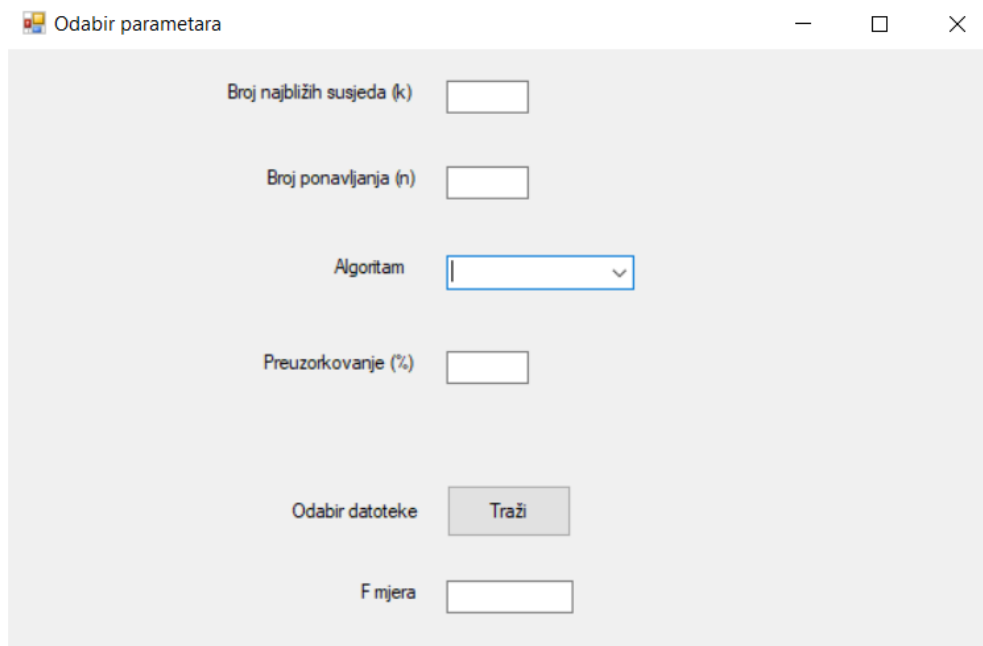 Odabir parametara
Broj najbližih susjeda (k)
Broj ponavljanja (n)
Algoritam
Preuzorkovanje (%)
Odabir datoteke
Traži
F mjera